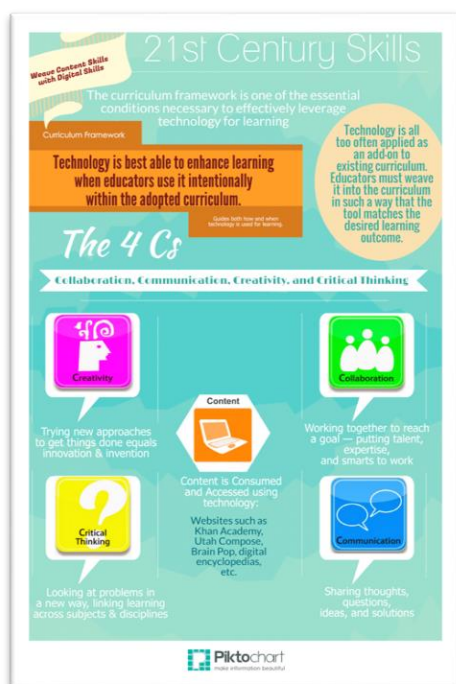 21st Century Skills
Weave Content Skills
with Digital Skills
The curriculum framework is one of the essential
conditions necessary to effectively leverage
technology for learning
Curriculum Framework
Technology is best able to enhance learning
when educators use it intentionally
within the adopted curriculum.
Guides both how and when
technology is used for learning.
Technology is all
too often applied as
an add-on to
existing curriculum.
Educators must weave
it into the curriculum
in such a way that the
tool matches the
desired learning
outcome.
The 4 Cs
Collaboration, Communication, Creativity, and Critical Thinking
Creativity
Trying new approaches
to get things done equals
innovation & invention
Collaboration
Working together to reach
a goal — putting talent,
expertise,
and smarts to work
Content
Content is Consumed
and Accessed using
technology:
Websites such as
Khan Academy,
Utah Compose,
Brain Pop, digital
encyclopedias,
etc.
Critical
Thinking
Looking at problems in
a new way, linking learning
across subjects & disciplines
Communication
Sharing thoughts,
questions,
ideas, and solutions
Piktochart
make information beautiful